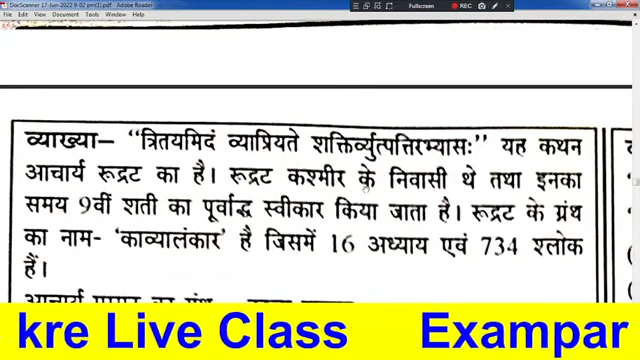 DocScanner 17-Jun-2022 9-02 pm(1).pdf - Adobe Reader
File Edit View Document Tools Window Help
Fullscreen REC
व्याख्या– “त्रितयमिदं व्याप्रियते शक्तिर्व्युत्पत्तिरभ्यासः” यह कथन
आचार्य रूद्रट का है। रूद्रट कश्मीर के निवासी थे तथा इनका
समय 9वीं शती का पूर्वाद्ध स्वीकार किया जाता है। रूद्रट के ग्रंथ
का नाम- ‘काव्यालंकार’ है जिसमें 16 अध्याय एवं 734 श्लोक
हैं।
kre Live Class Exampar